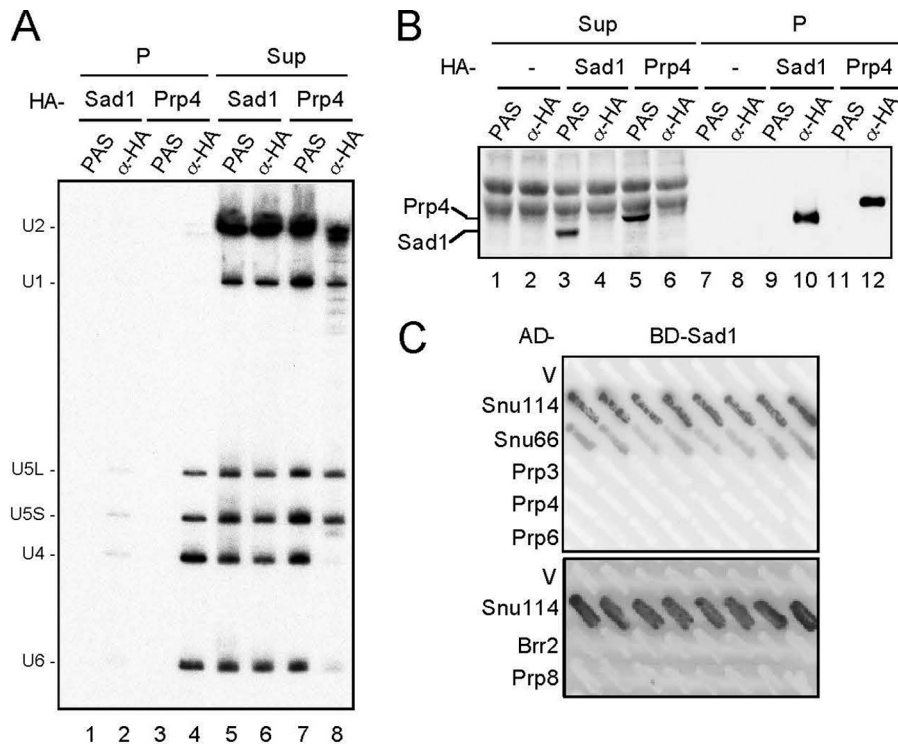 A
P Sup
HA- Sad1 Prp4 Sad1 Prp4
PAS α-HA PAS α-HA PAS α-HA PAS α-HA
U2 -
U1 -
U5L -
U5S -
U4 -
U6 -
1 2 3 4 5 6 7 8
B
Sup P
HA- - Sad1 Prp4 - Sad1 Prp4
PAS α-HA PAS α-HA PAS α-HA PAS α-HA PAS α-HA PAS α-HA
Prp4
Sad1
1 2 3 4 5 6 7 8 9 10 11 12
C
AD- BD-Sad1
V
Snu114
Snu66
Prp3
Prp4
Prp6
V
Snu114
Brr2
Prp8